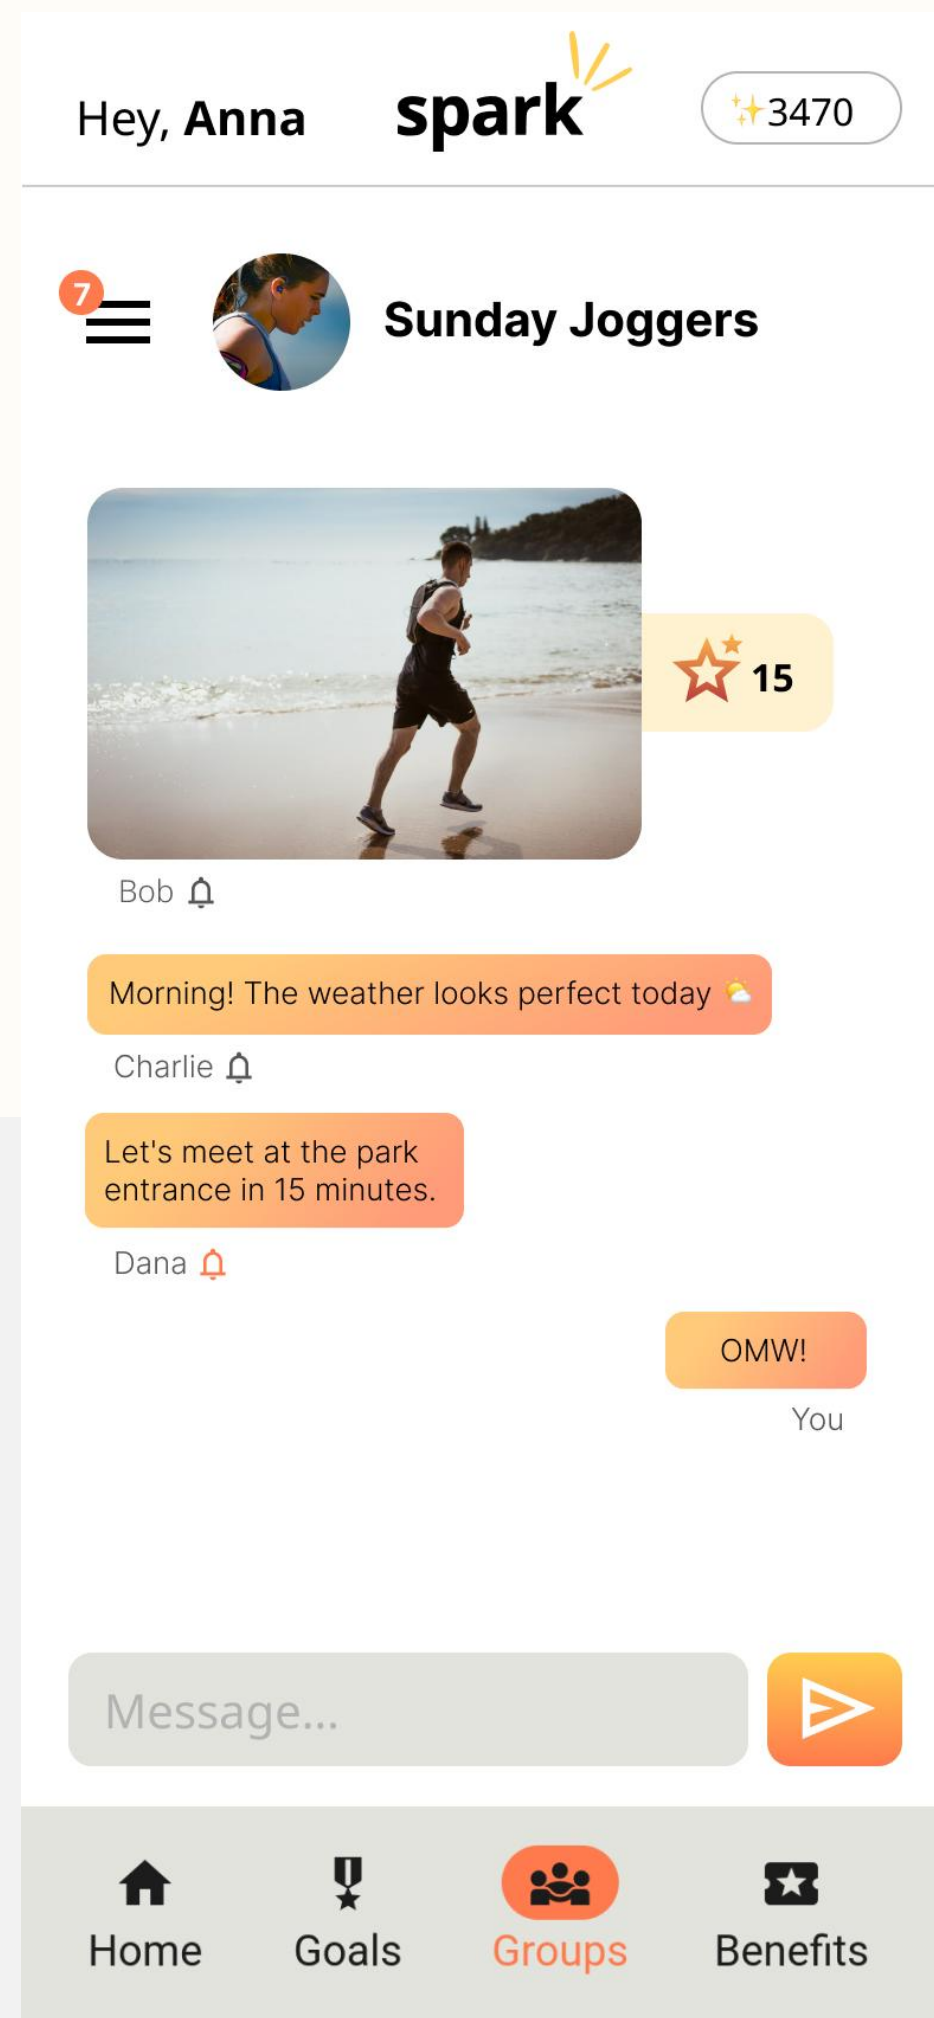 Hey, Anna
spark
✨3470
7
Sunday Joggers
15
Bob
Morning! The weather looks perfect today 🌤️
Charlie
Let's meet at the park
entrance in 15 minutes.
Dana
OMW!
You
Message...
Home
Goals
Groups
Benefits